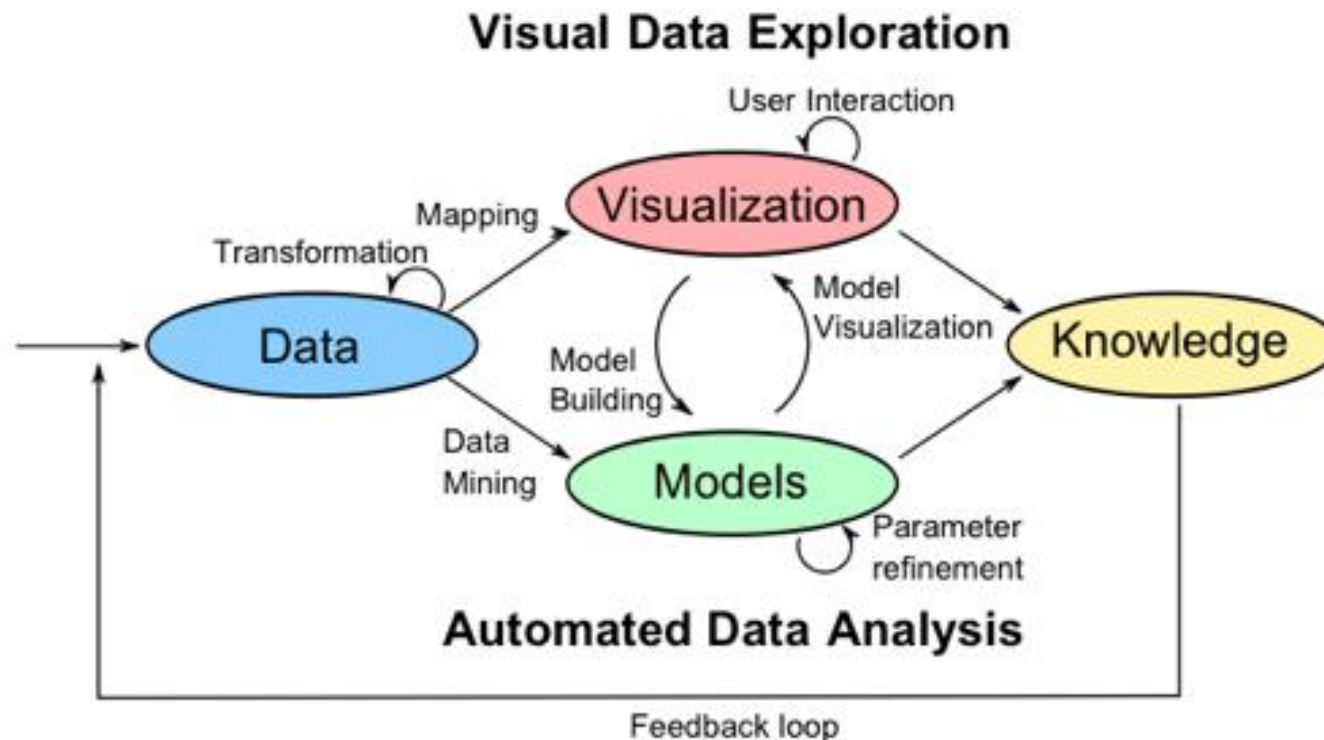 Visual Data Exploration
User Interaction
Visualization
Mapping
Transformation
Model
Visualization
Data
Knowledge
Model
Building
Data
Mining
Models
Parameter
refinement
Automated Data Analysis
Feedback loop